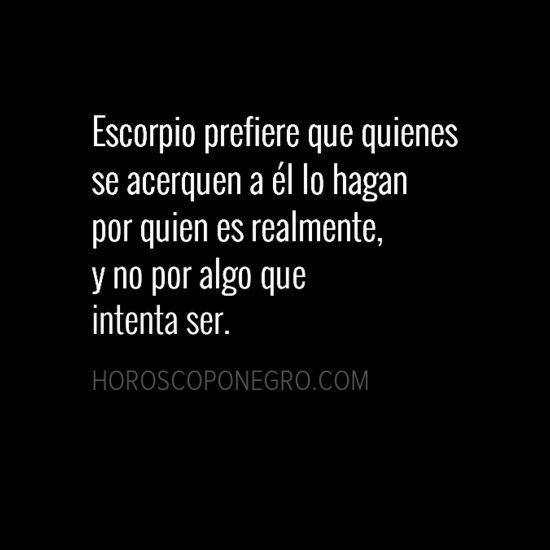 Escorpio prefiere que quienes
se acerquen a él lo hagan
por quien es realmente,
y no por algo que
intenta ser.
HOROSCOPONEGRO.COM